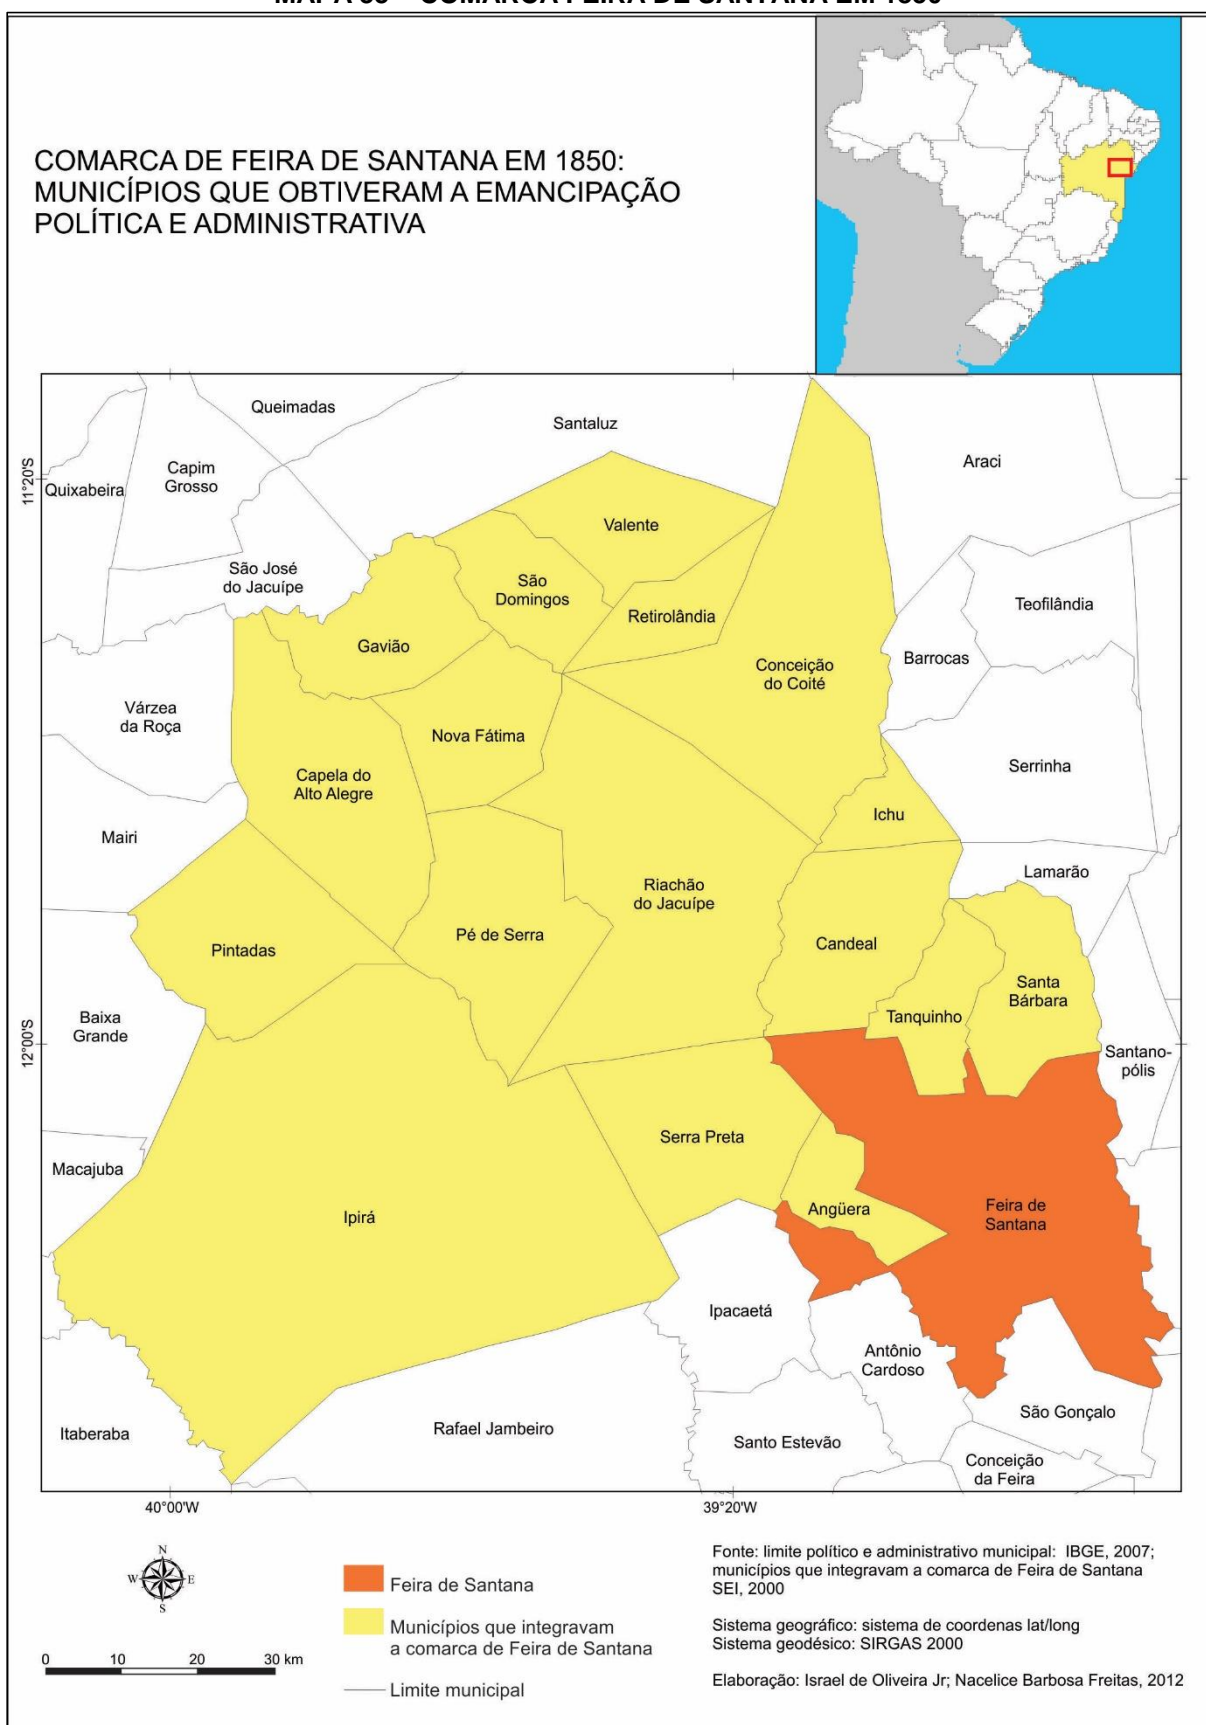 COMARCA DE FEIRA DE SANTANA EM 1850:
MUNICÍPIOS QUE OBTIVERAM A EMANCIPAÇÃO
POLÍTICA E ADMINISTRATIVA
Queimadas
Santaluz
Araci
Capim
Grosso
Quixabeira
11°20'S
Valente
São José
do Jacuípe
São
Domingos
Retirolândia
Teofilândia
Gavião
Barrocas
Conceição
do Coité
Várzea
da Roça
Nova Fátima
Serrinha
Capela do
Alto Alegre
Ichu
Mairi
Lamarão
Riachão
do Jacuípe
Pé de Serra
Candeal
Pintadas
Santa
Bárbara
Tanquinho
Baixa
Grande
12°00'S
Santano-
pólis
Serra Preta
Macajuba
Ipirá
Angüera
Feira de
Santana
Ipacaetá
Antônio
Cardoso
São Gonçalo
Itaberaba
Rafael Jambeiro
Santo Estevão
Conceição
da Feira
40°00'W
39°20'W
N
W
E
S
0 10 20 30 km
Feira de Santana
Municípios que integravam
a comarca de Feira de Santana
Limite municipal
Fonte: limite político e administrativo municipal: IBGE, 2007;
municípios que integravam a comarca de Feira de Santana
SEI, 2000
Sistema geográfico: sistema de coordenas lat/long
Sistema geodésico: SIRGAS 2000
Elaboração: Israel de Oliveira Jr; Nacelice Barbosa Freitas, 2012